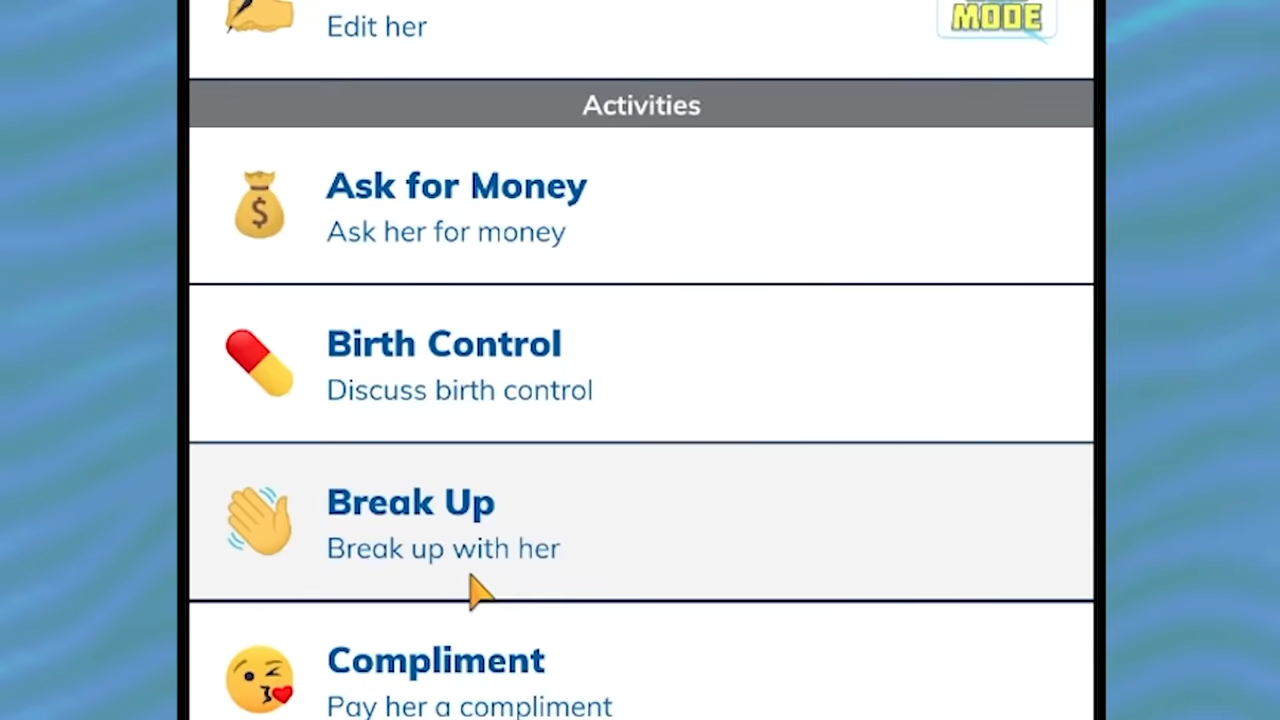 Edit her
MODE
Activities
Ask for Money
Ask her for money
$
Birth Control
Discuss birth control
Break Up
Break up with her
Compliment
Pay her a compliment